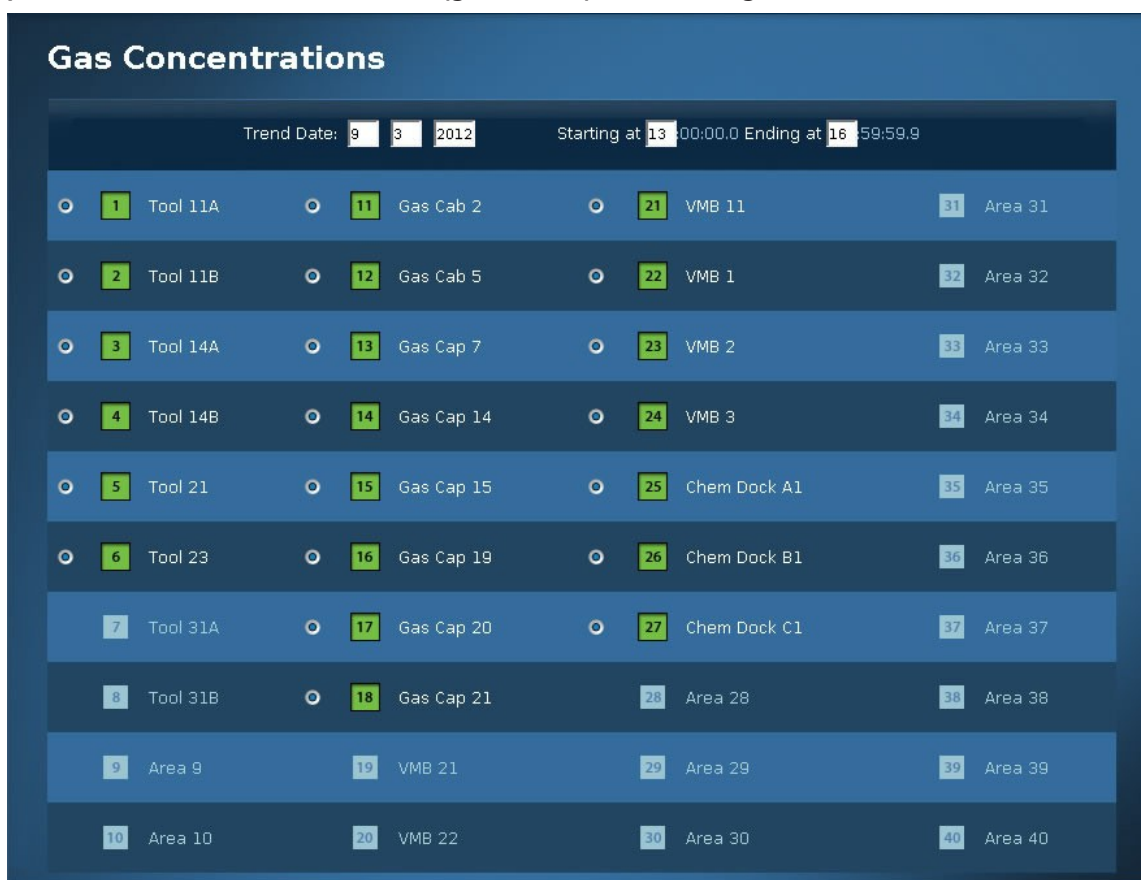 Gas Concentrations
Trend Date: 9 3 2012 Starting at 13 :00:00.0 Ending at 16 :59:59.9
1 Tool 11A 11 Gas Cab 2 21 VMB 11 31 Area 31
2 Tool 11B 12 Gas Cab 5 22 VMB 1 32 Area 32
3 Tool 14A 13 Gas Cap 7 23 VMB 2 33 Area 33
4 Tool 14B 14 Gas Cap 14 24 VMB 3 34 Area 34
5 Tool 21 15 Gas Cap 15 25 Chem Dock A1 35 Area 35
6 Tool 23 16 Gas Cap 19 26 Chem Dock B1 36 Area 36
7 Tool 31A 17 Gas Cap 20 27 Chem Dock C1 37 Area 37
8 Tool 31B 18 Gas Cap 21 28 Area 28 38 Area 38
9 Area 9 19 VMB 21 29 Area 29 39 Area 39
10 Area 10 20 VMB 22 30 Area 30 40 Area 40